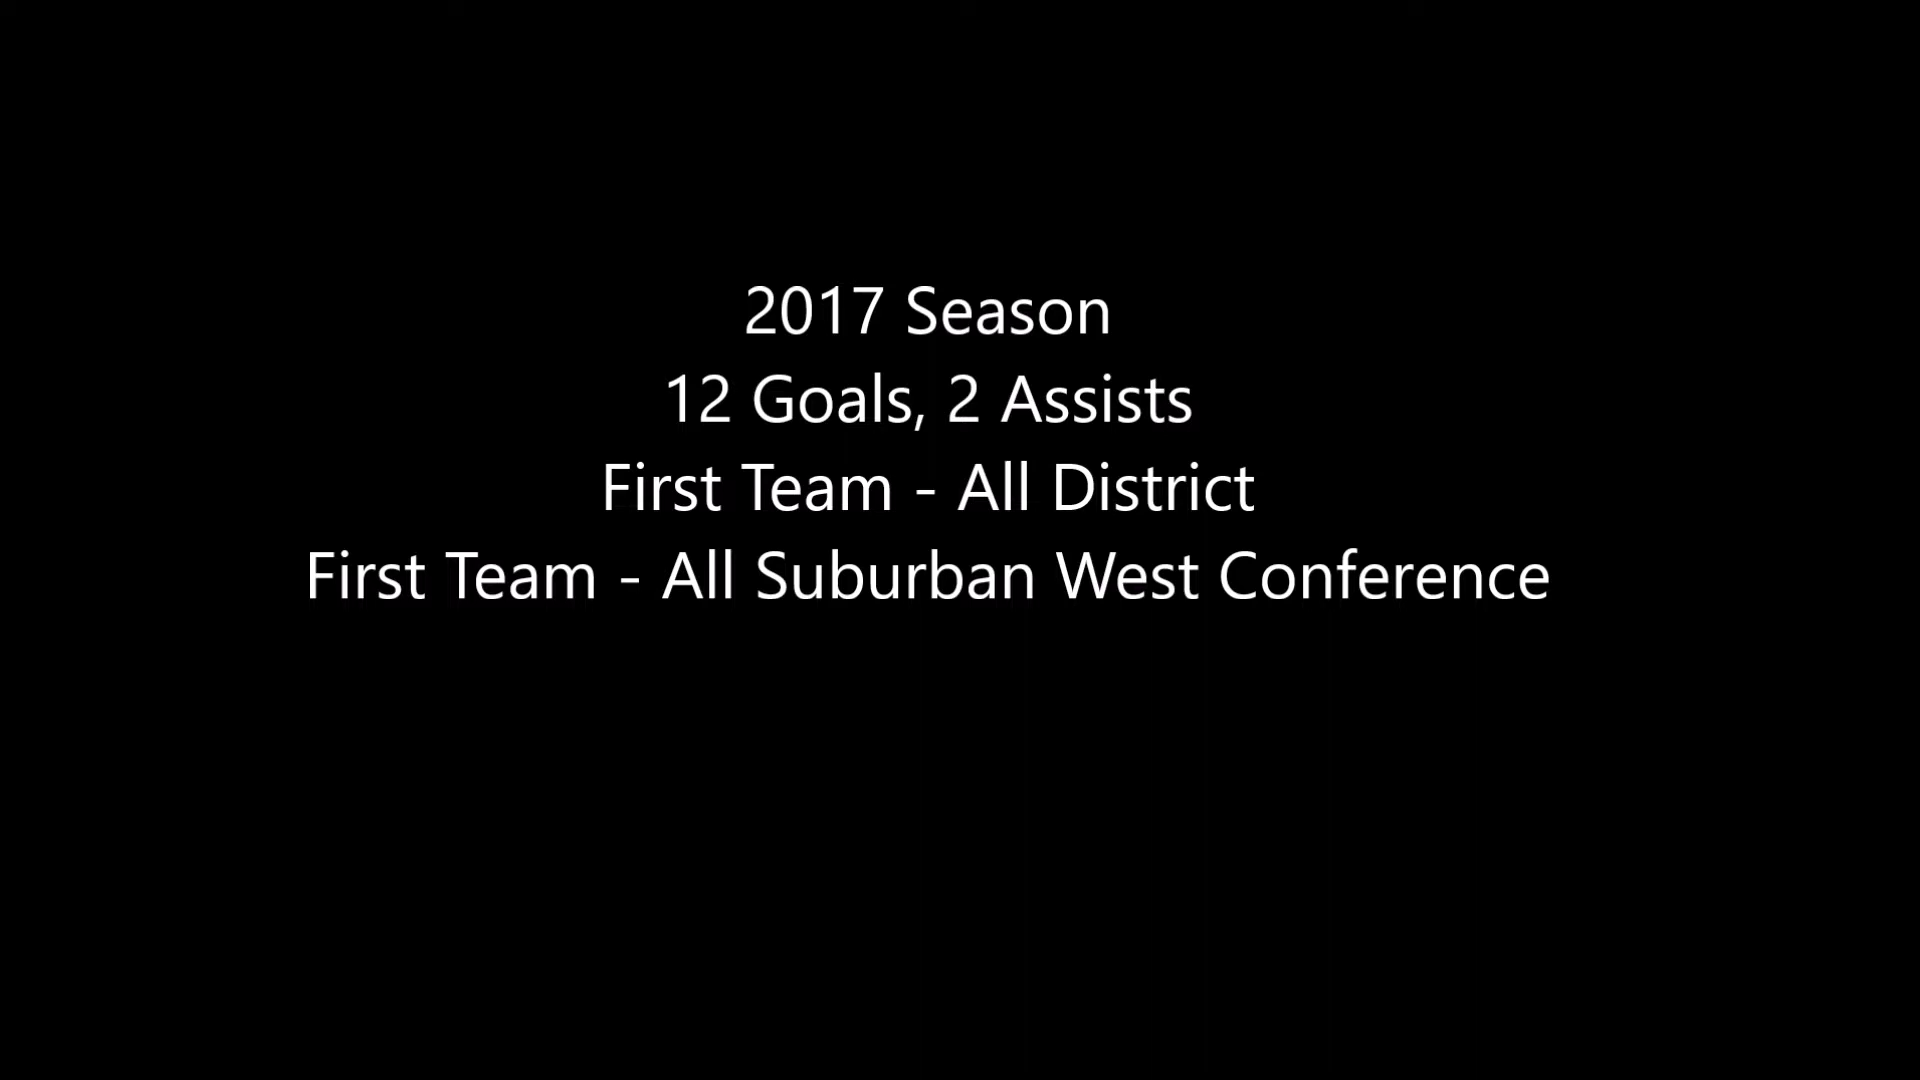 2017 Season
12 Goals, 2 Assists
First Team - All District
First Team - All Suburban West Conference